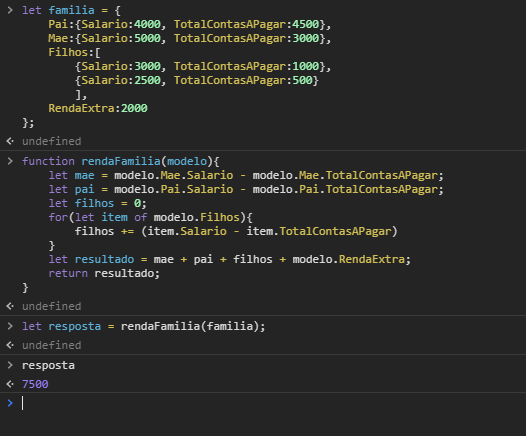 > let familia = {
Pai:{Salario:4000, TotalContasAPagar:4500},
Mae:{Salario:5000, TotalContasAPagar:3000},
Filhos:[
{Salario:3000, TotalContasAPagar:1000},
{Salario:2500, TotalContasAPagar:500}
],
RendaExtra:2000
};
< undefined
> function rendaFamilia(modelo){
let mae = modelo.Mae.Salario - modelo.Mae.TotalContasAPagar;
let pai = modelo.Pai.Salario - modelo.Pai.TotalContasAPagar;
let filhos = 0;
for(let item of modelo.Filhos){
filhos += (item.Salario - item.TotalContasAPagar)
}
let resultado = mae + pai + filhos + modelo.RendaExtra;
return resultado;
}
< undefined
> let resposta = rendaFamilia(familia);
< undefined
> resposta
< 7500
>